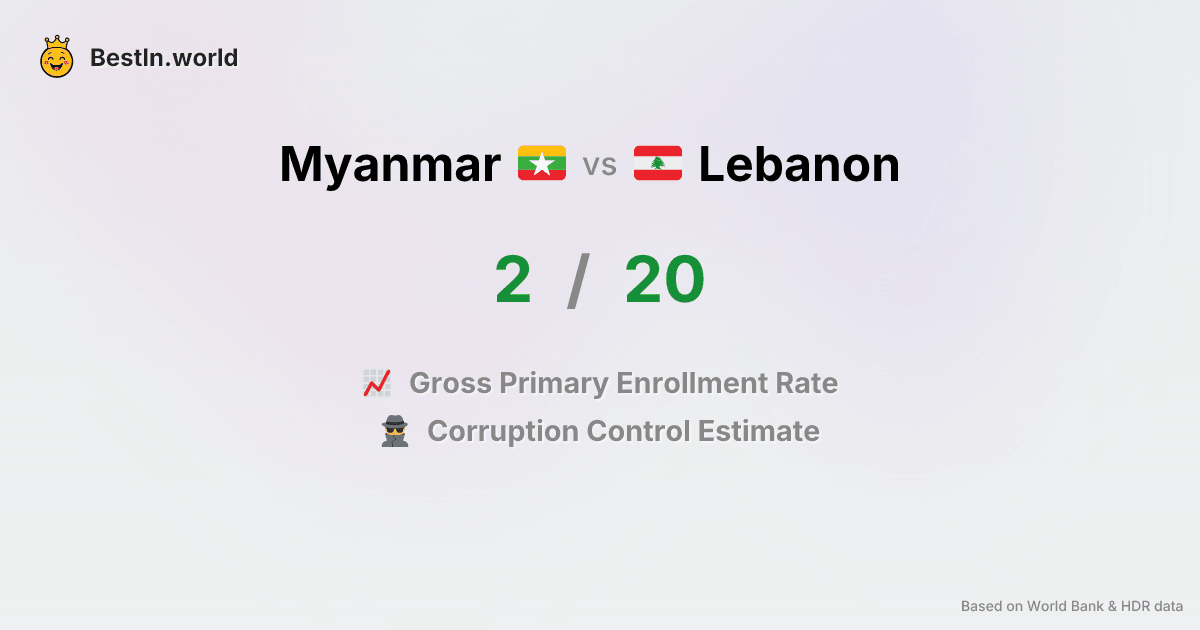 BestIn.world
Myanmar vs Lebanon
2 / 20
Gross Primary Enrollment Rate
Corruption Control Estimate
Based on World Bank & HDR data